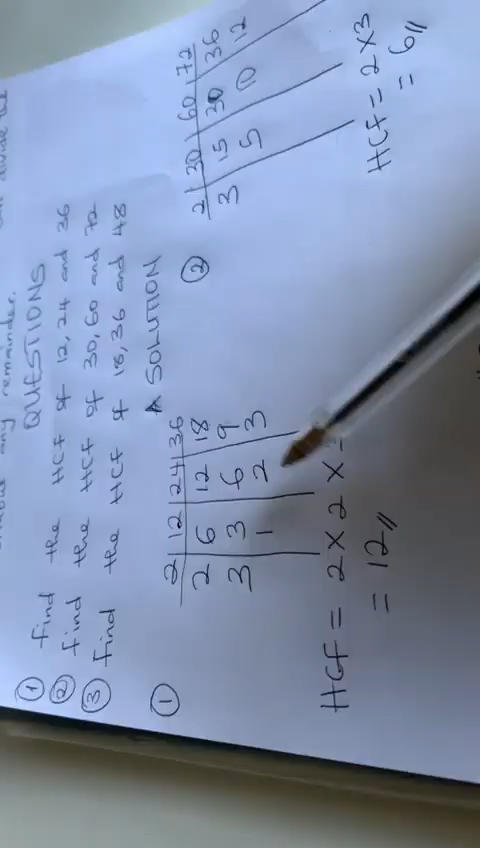 any remainder.
QUESTIONS
① Find the HCF of 12, 24 and 36
② Find the HCF of 30, 60 and 72
③ Find the HCF of 18, 36 and 48
A SOLUTION
①
2 | 12 | 24 | 36
2 6 12 18
3 3 6 9
1 2 3
HCF = 2 X 2 X
= 12
②
2 | 30 | 60 | 72
3 15 30 36
5 10 12
HCF = 2 X 3
= 6